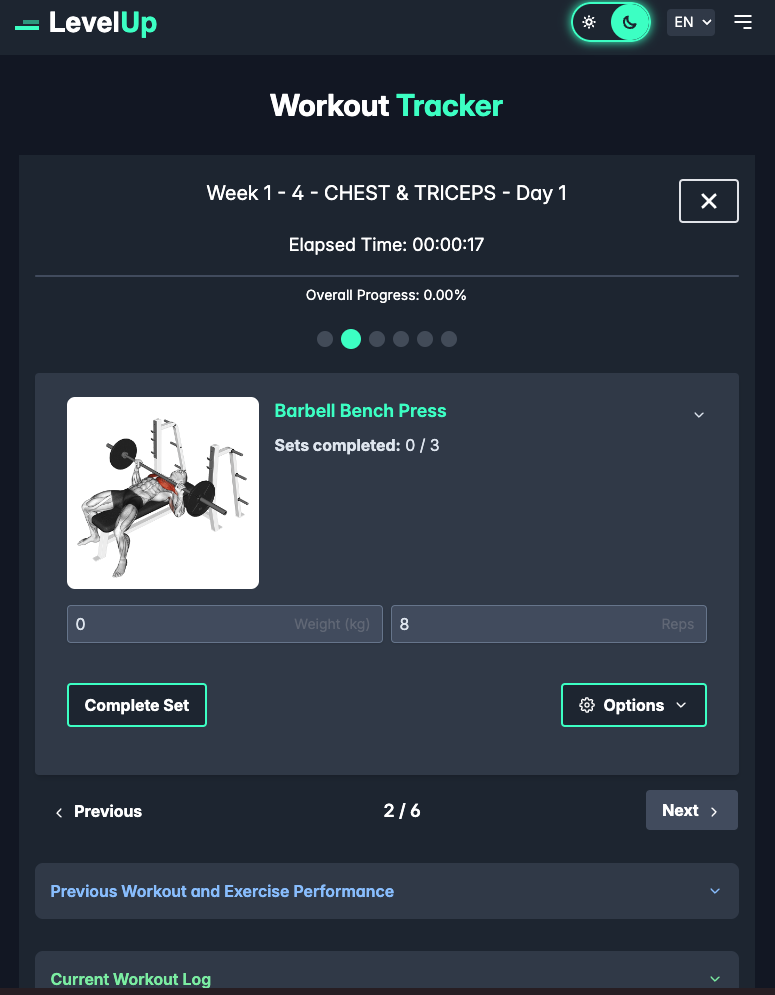 LevelUp
EN
Workout Tracker
Week 1 - 4 - CHEST & TRICEPS - Day 1
Elapsed Time: 00:00:17
Overall Progress: 0.00%
Barbell Bench Press
Sets completed: 0 / 3
0 Weight (kg) 8 Reps
Complete Set Options
Previous 2 / 6 Next
Previous Workout and Exercise Performance
Current Workout Log